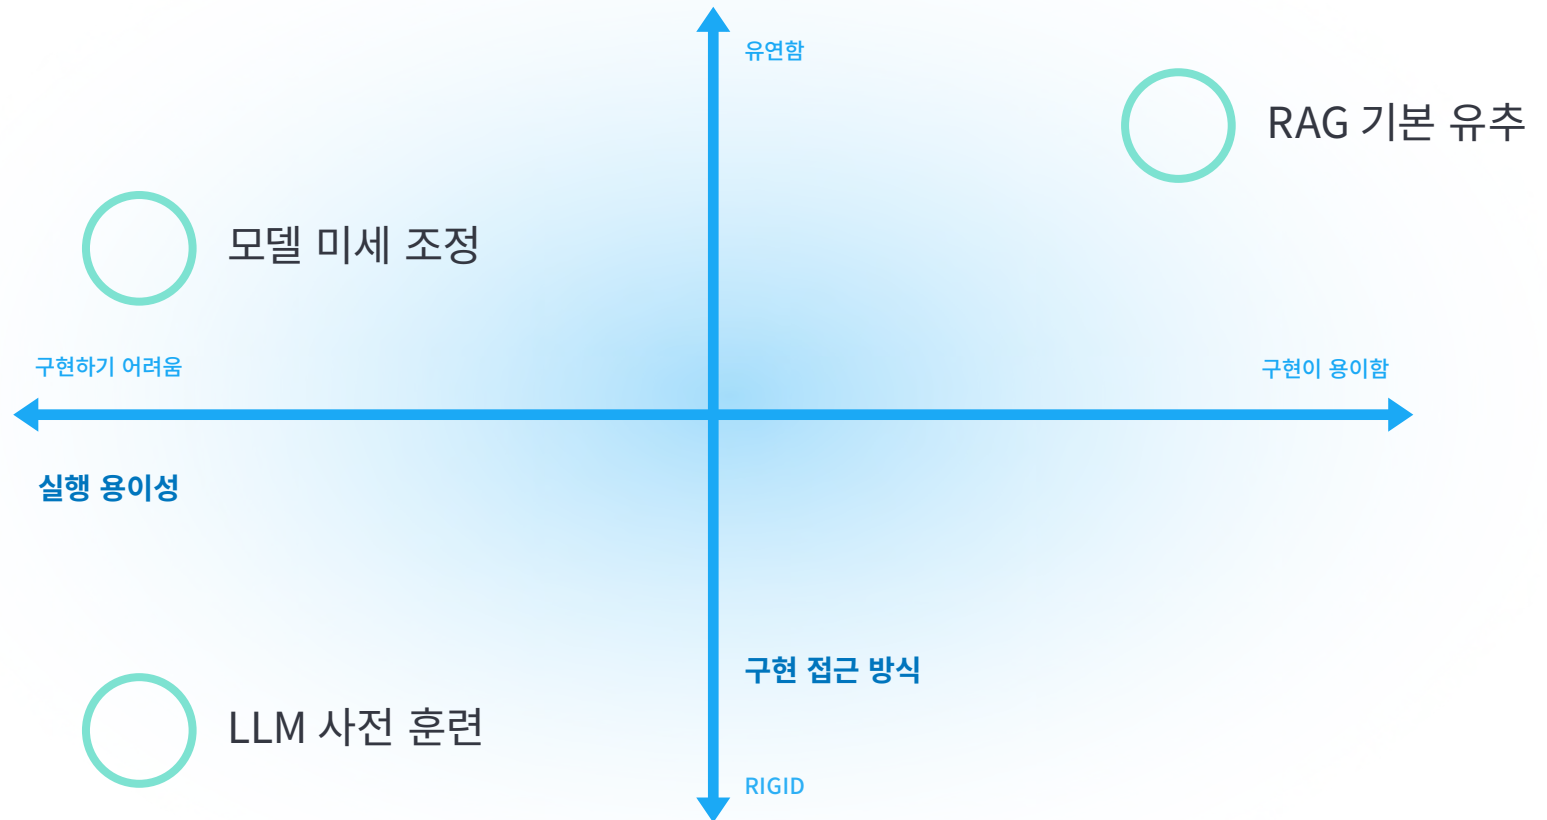 유연함
RAG 기본 유추
모델 미세 조정
구현하기 어려움
구현이 용이함
실행 용이성
구현 접근 방식
LLM 사전 훈련
RIGID